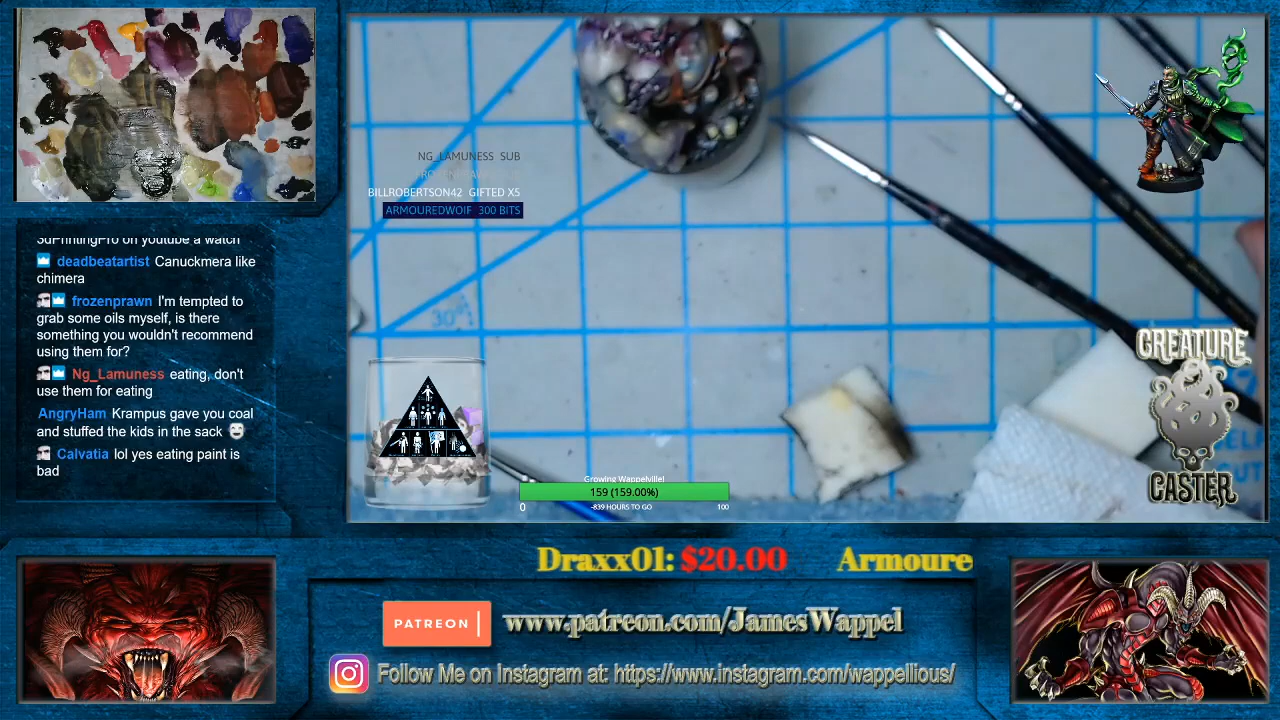 NG_LAMUNESS SUB
BILLROBERTSON42 GIFTED X5
ARMOUREDWOIF 300 BITS
3dPrintingPro on youtube a watch
deadbeatartist Canuckmera like
chimera
frozenprawn I'm tempted to
grab some oils myself, is there
something you wouldn't recommend
using them for?
Ng_Lamuness eating, don't
use them for eating
AngryHam Krampus gave you coal
and stuffed the kids in the sack
Calvatia lol yes eating paint is
bad
30°
CREATURE
CASTER
Growing Wappelville!
159 (159.00%)
0 -839 HOURS TO GO 100
Draxx01: $20.00 Armoure
PATREON
www.patreon.com/JamesWappel
Follow Me on Instagram at: https://www.instagram.com/wappellious/